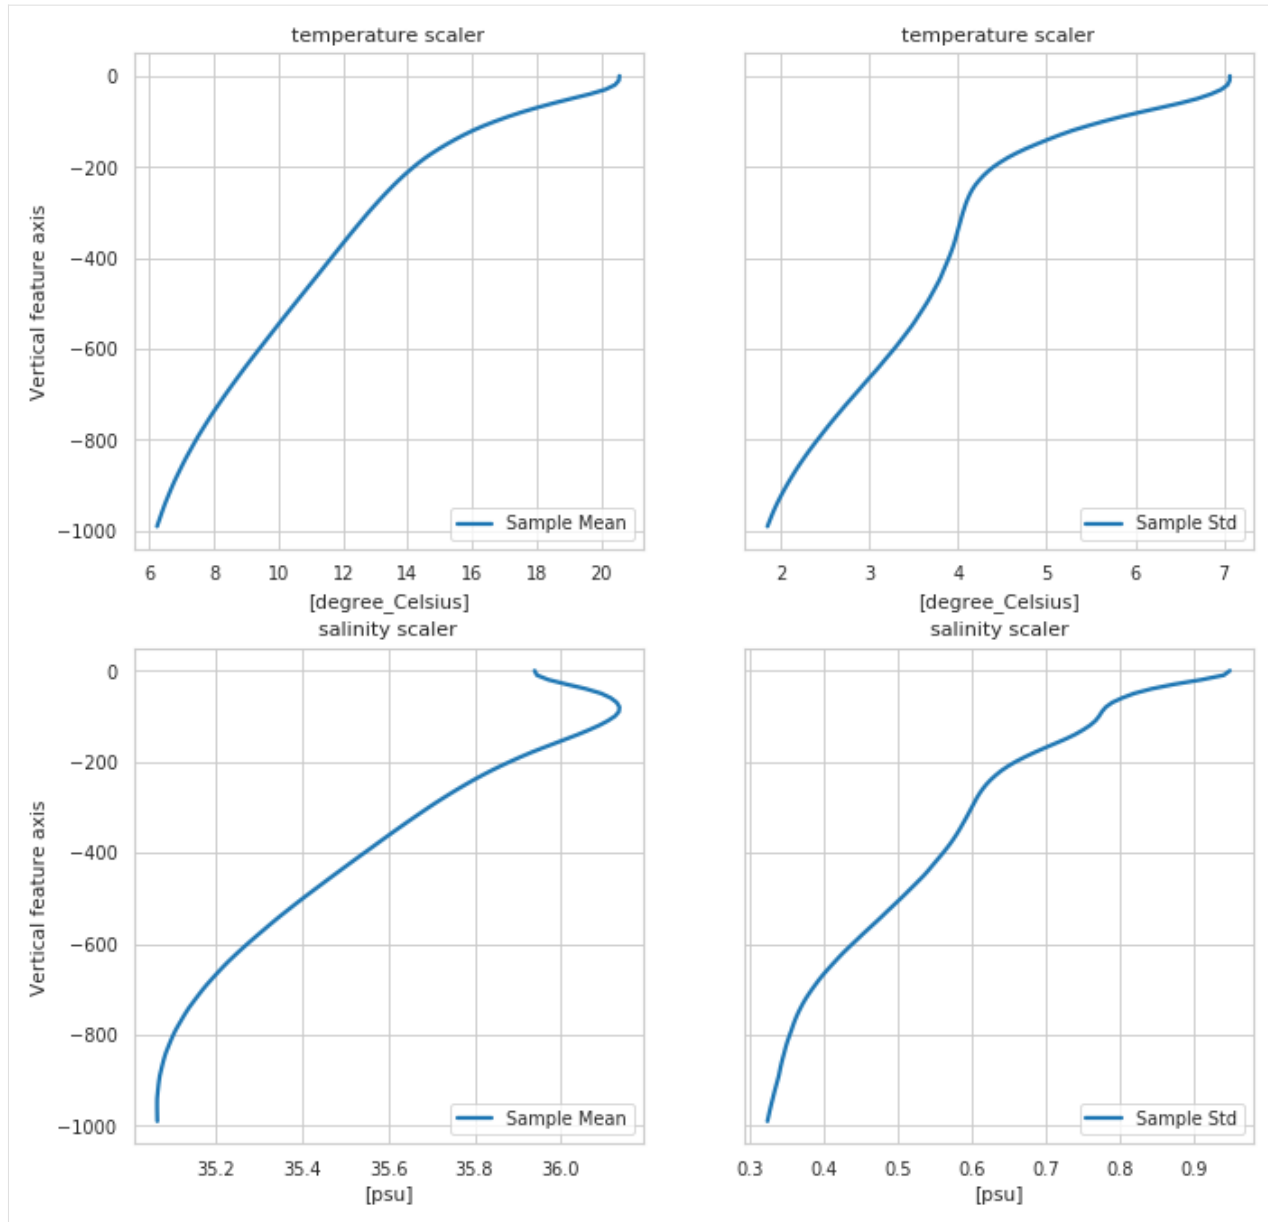 temperature scaler
0
−200
−400
−600
−800
−1000
Vertical feature axis
Sample Mean
6 8 10 12 14 16 18 20
[degree_Celsius]
temperature scaler
Sample Std
2 3 4 5 6 7
[degree_Celsius]
salinity scaler
0
−200
−400
−600
−800
−1000
Vertical feature axis
Sample Mean
35.2 35.4 35.6 35.8 36.0
[psu]
salinity scaler
Sample Std
0.3 0.4 0.5 0.6 0.7 0.8 0.9
[psu]